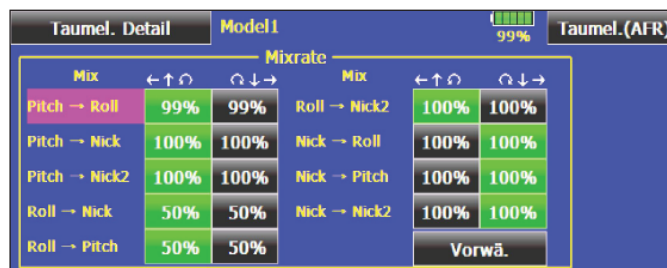 Taumel. Detail Model1 99% Taumel.(AFR)
Mixrate
Mix ←↑↶ ↷↓→ Mix ←↑↶ ↷↓→
Pitch → Roll 99% 99% Roll → Nick2 100% 100%
Pitch → Nick 100% 100% Nick → Roll 100% 100%
Pitch → Nick2 100% 100% Nick → Pitch 100% 100%
Roll → Nick 50% 50% Nick → Nick2 100% 100%
Roll → Pitch 50% 50% Vorwä.